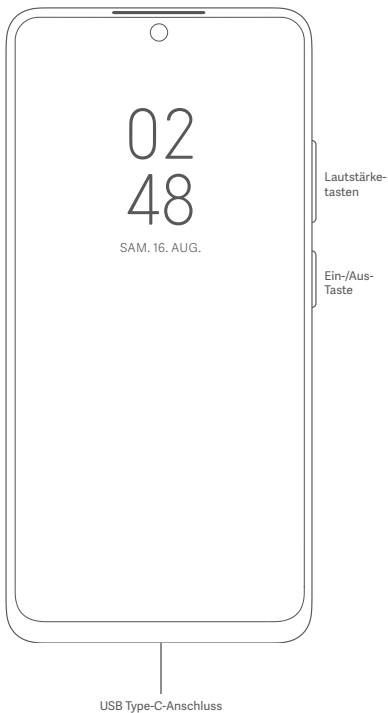 02
48
SAM. 16. AUG.
Lautstärke-
tasten
Ein-/Aus-
Taste
USB Type-C-Anschluss